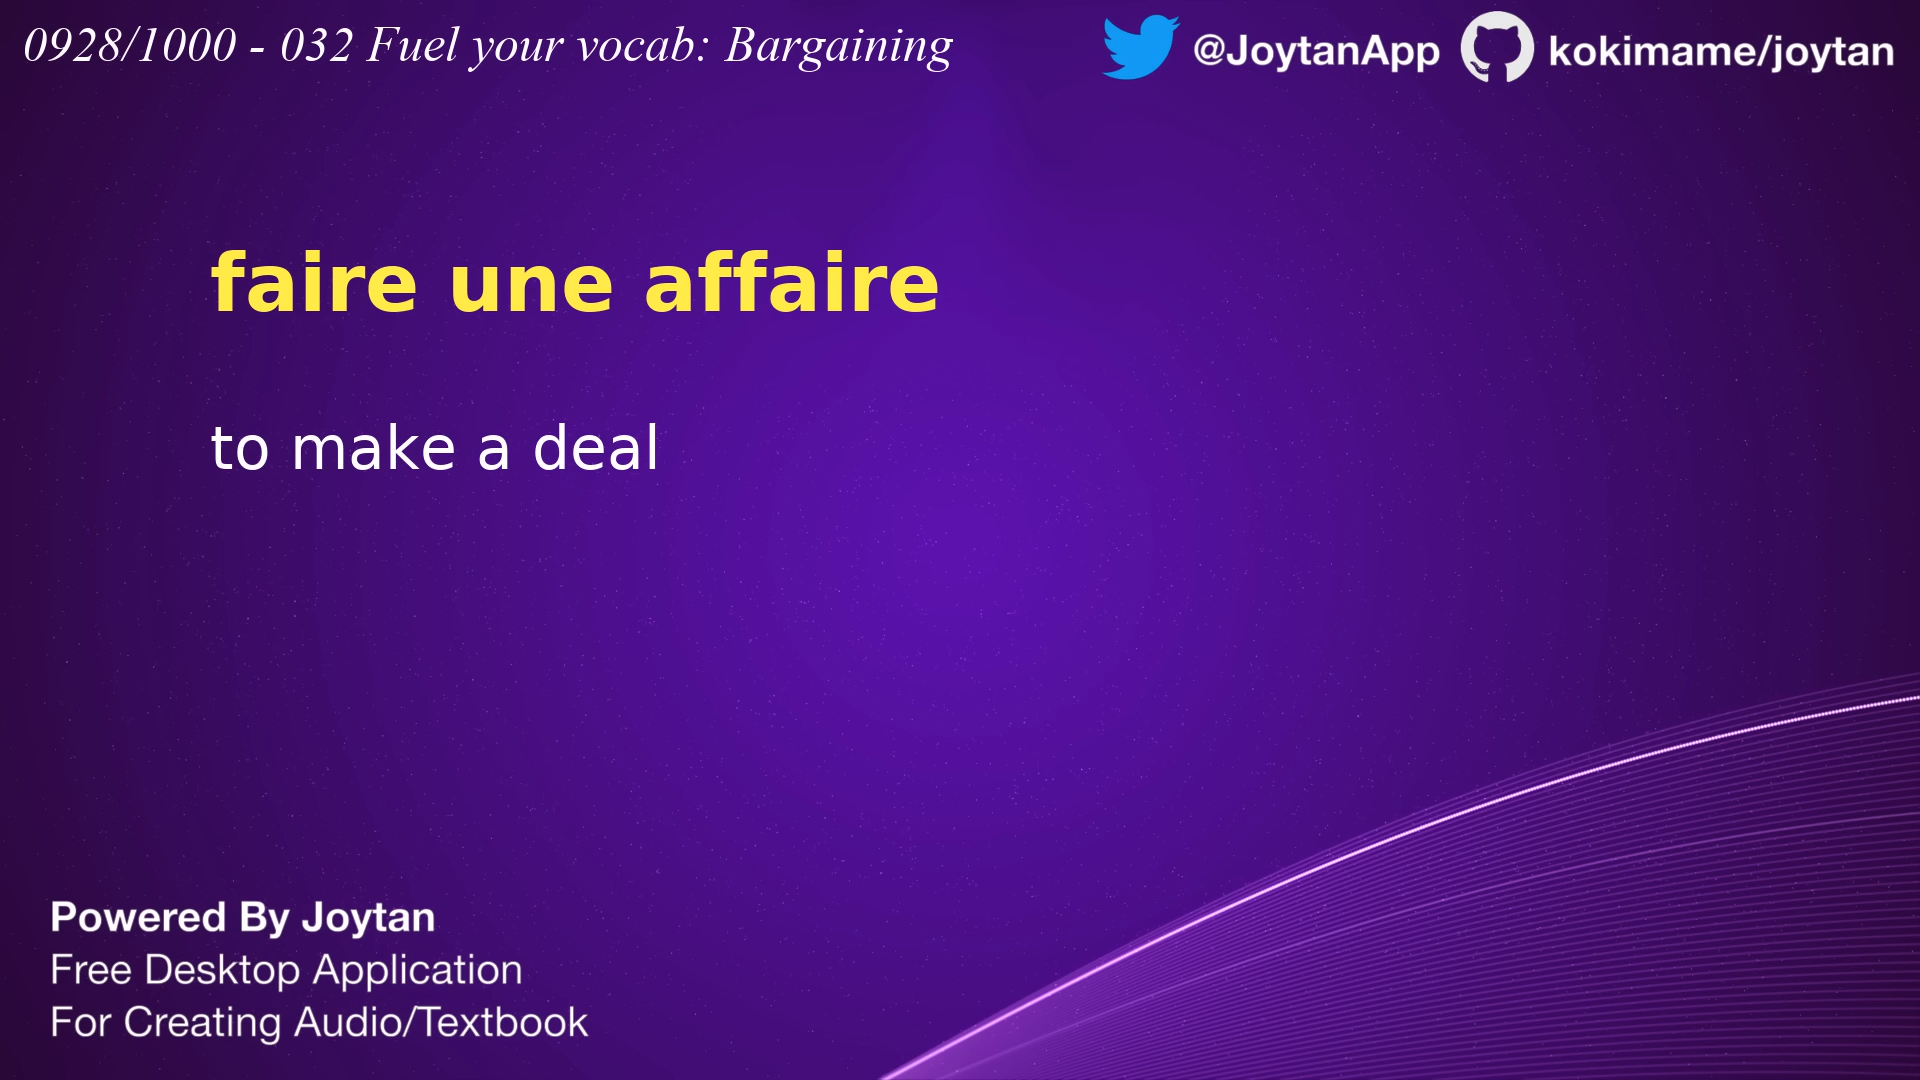 0928/1000 - 032 Fuel your vocab: Bargaining
@JoytanApp
kokimame/joytan
faire une affaire
to make a deal
Powered By Joytan
Free Desktop Application
For Creating Audio/Textbook